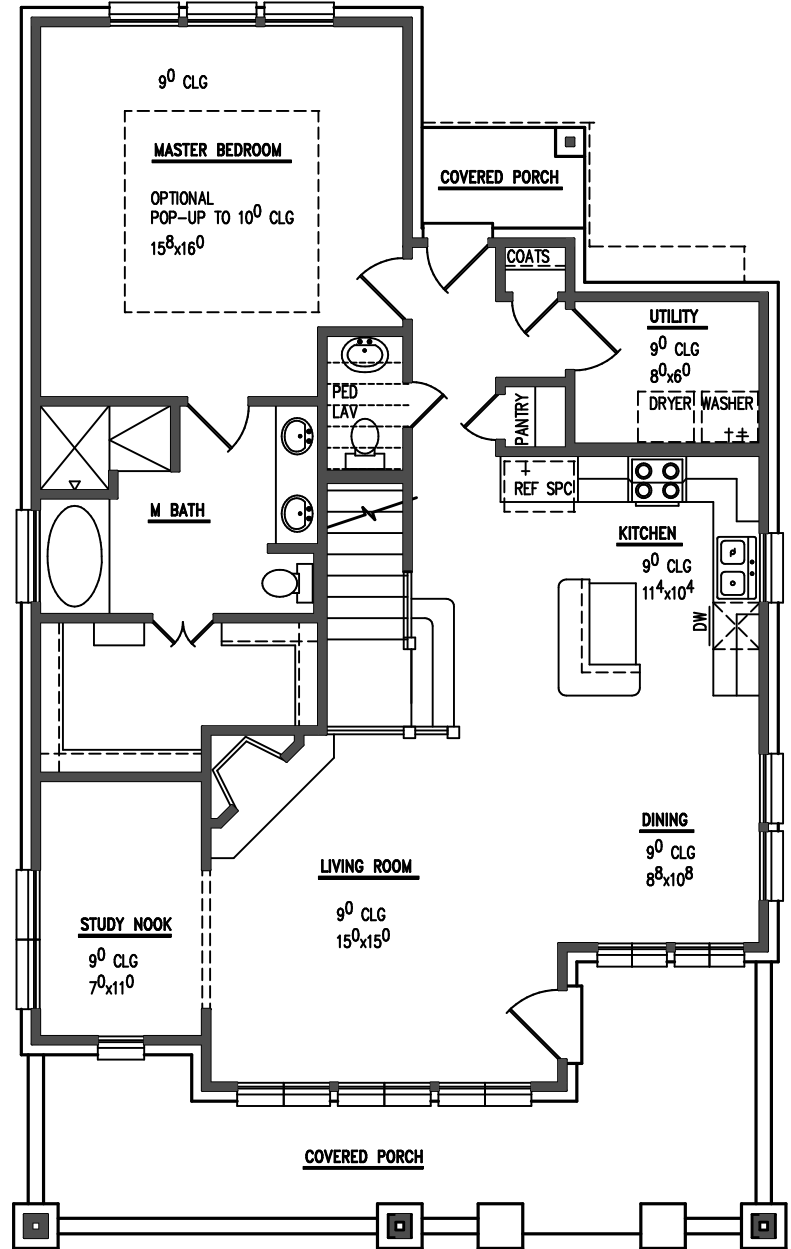 9⁰ CLG
MASTER BEDROOM
OPTIONAL
POP-UP TO 10⁰ CLG
15⁸x16⁰
COVERED PORCH
COATS
UTILITY
9⁰ CLG
8⁰x6⁰
DRYER
WASHER
PED
LAV
PANTRY
REF SPC
M BATH
KITCHEN
9⁰ CLG
11⁴x10⁴
DW
DINING
9⁰ CLG
8⁸x10⁸
LIVING ROOM
9⁰ CLG
15⁰x15⁰
STUDY NOOK
9⁰ CLG
7⁰x11⁰
COVERED PORCH